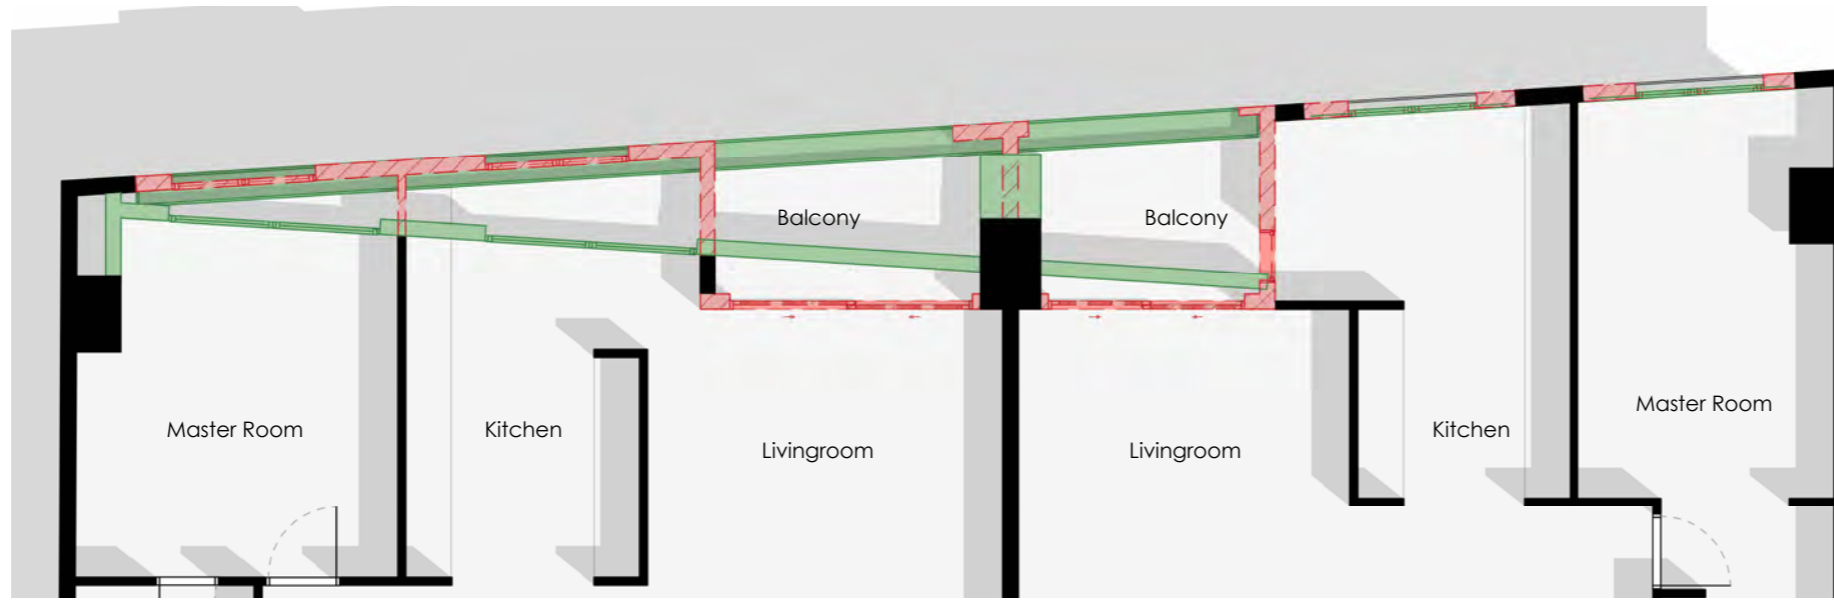 Balcony
Balcony
Master Room
Kitchen
Livingroom
Livingroom
Kitchen
Master Room